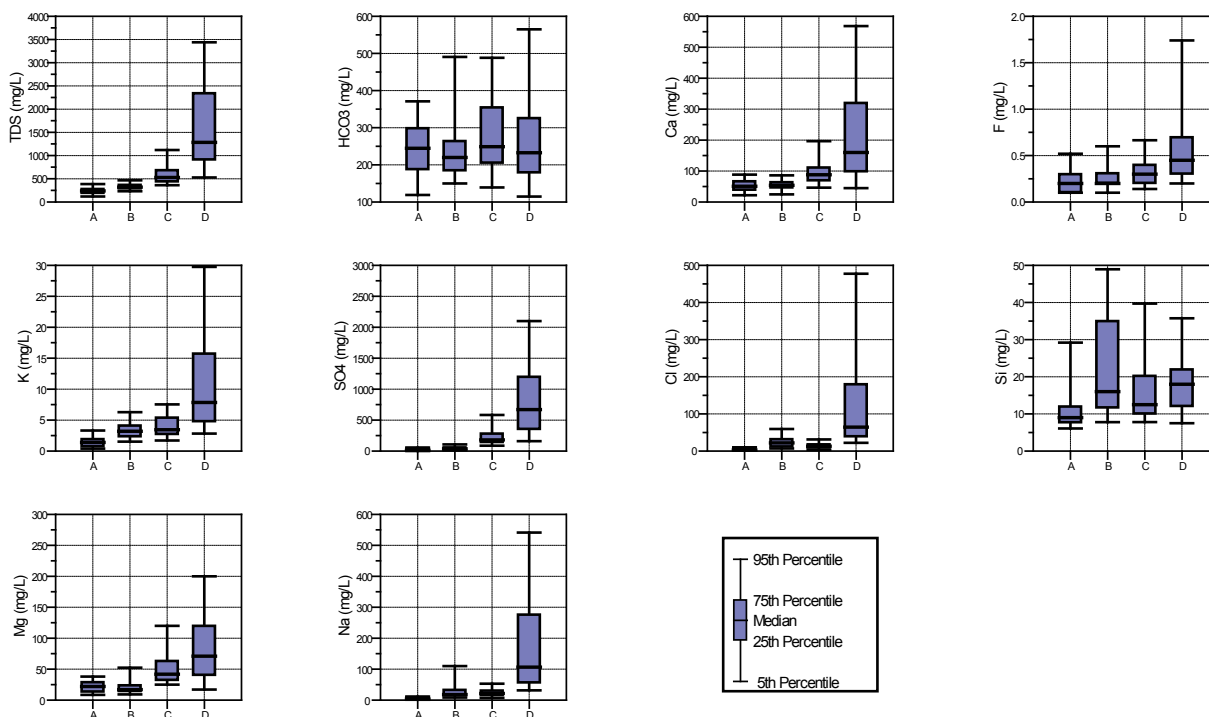 4000
3500
3000
2500
2000
1500
1000
500
0
TDS (mg/L)
A B C D
600
500
400
300
200
100
HCO3 (mg/L)
A B C D
600
500
400
300
200
100
0
Ca (mg/L)
A B C D
2.0
1.5
1.0
0.5
0.0
F (mg/L)
A B C D
30
25
20
15
10
5
0
K (mg/L)
A B C D
3000
2500
2000
1500
1000
500
0
SO4 (mg/L)
A B C D
500
400
300
200
100
0
Cl (mg/L)
A B C D
50
40
30
20
10
0
Si (mg/L)
A B C D
300
250
200
150
100
50
0
Mg (mg/L)
A B C D
600
500
400
300
200
100
0
Na (mg/L)
A B C D
95th Percentile
75th Percentile
Median
25th Percentile
5th Percentile